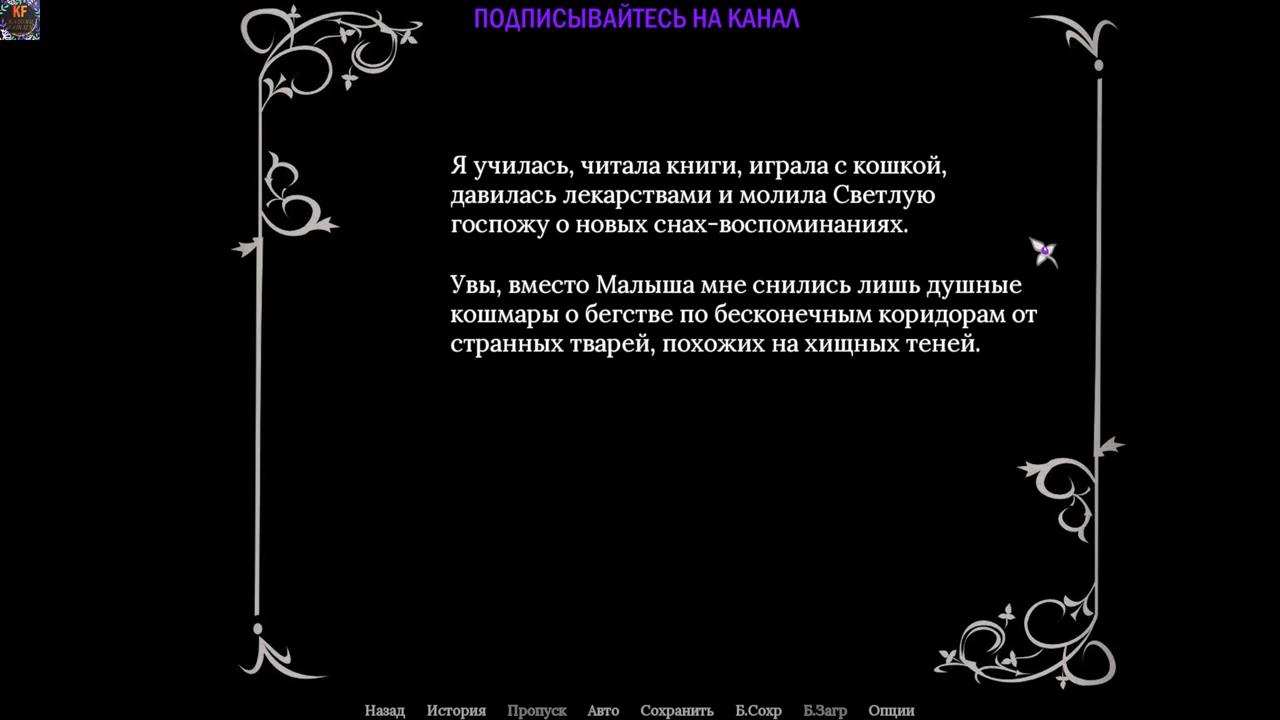 KF
ПОДПИСЫВАЙТЕСЬ НА КАНАЛ
Я училась, читала книги, играла с кошкой,
давилась лекарствами и молила Светлую
госпожу о новых снах-воспоминаниях.
Увы, вместо Малыша мне снились лишь душные
кошмары о бегстве по бесконечным коридорам от
странных тварей, похожих на хищных теней.
Назад История Пропуск Авто Сохранить Б.Сохр Б.Загр Опции